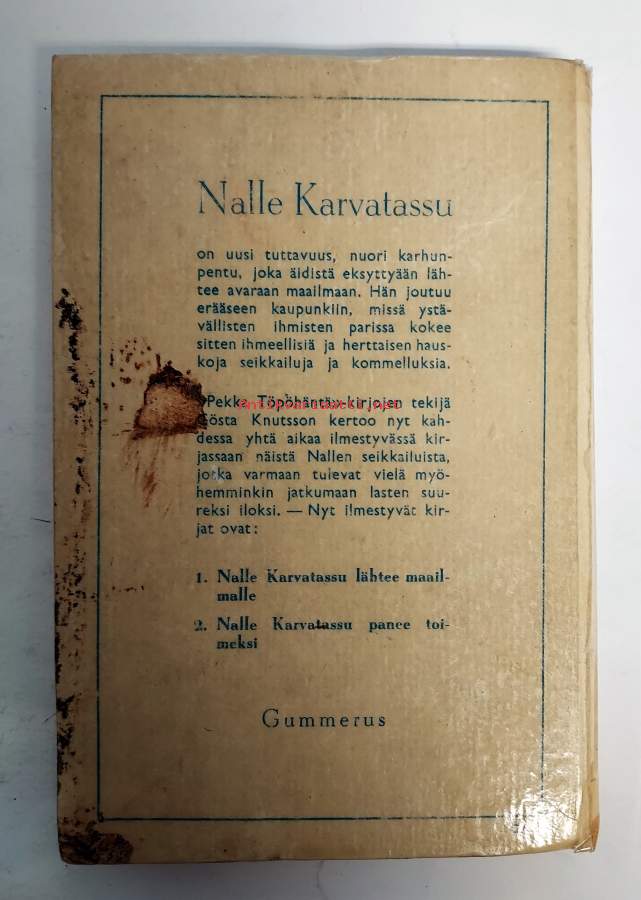 Nalle Karvatassu
on uusi tuttavuus, nuori karhun-
pentu, joka äidistä eksyttyään läh-
tee avaraan maailmaan. Hän joutuu
erääseen kaupunkiin, missä ystä-
vällisten ihmisten parissa kokee
sitten ihmeellisiä ja herttaisen haus-
koja seikkailuja ja kommelluksia.
Pekka Töpöhäntä-kirjojen tekijä
Gösta Knutsson kertoo nyt kah-
dessa yhtä aikaa ilmestyvässä kir-
jassaan näistä Nallen seikkailuista,
jotka varmaan tulevat vielä myö-
hemminkin jatkumaan lasten suu-
reksi iloksi. — Nyt ilmestyvät kir-
jat ovat:
1. Nalle Karvatassu lähtee maail-
malle
2. Nalle Karvatassu panee toi-
meksi
Gummerus